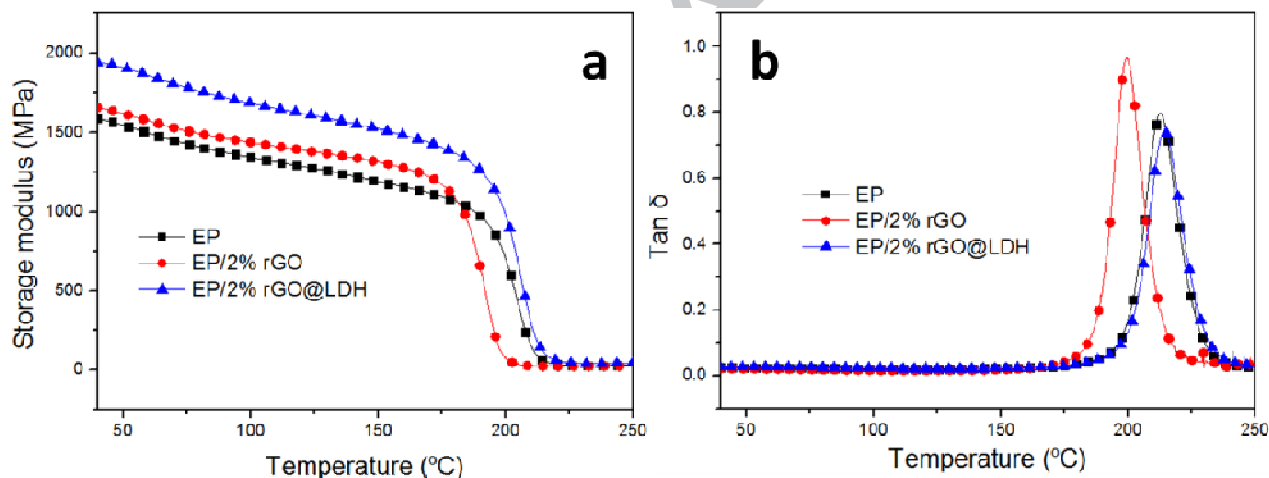 a
Storage modulus (MPa)
2000
1500
1000
500
0
EP
EP/2% rGO
EP/2% rGO@LDH
50
100
150
200
250
Temperature (ºC)
b
Tan δ
1.0
0.8
0.6
0.4
0.2
0.0
EP
EP/2% rGO
EP/2% rGO@LDH
50
100
150
200
250
Temperature (ºC)